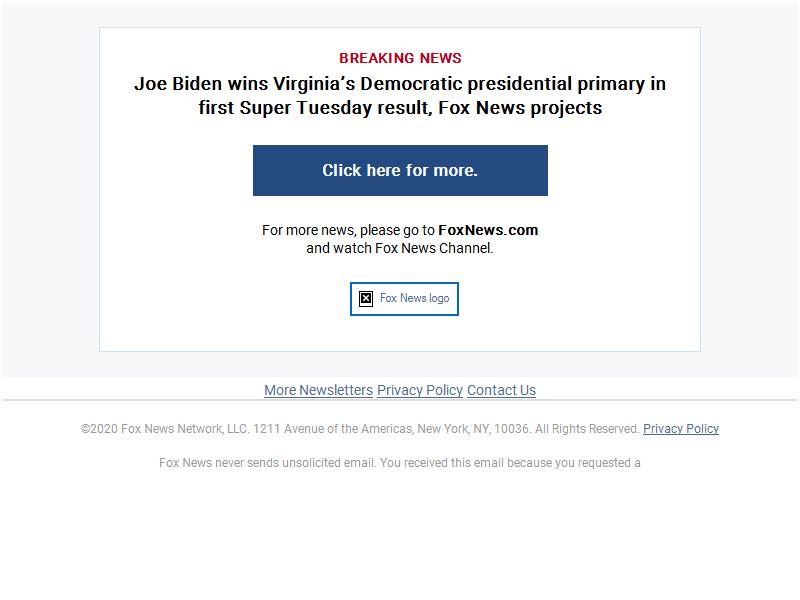 BREAKING NEWS
Joe Biden wins Virginia’s Democratic presidential primary in
first Super Tuesday result, Fox News projects
Click here for more.
For more news, please go to FoxNews.com
and watch Fox News Channel.
Fox News logo
More Newsletters Privacy Policy Contact Us
©2020 Fox News Network, LLC. 1211 Avenue of the Americas, New York, NY, 10036. All Rights Reserved. Privacy Policy
Fox News never sends unsolicited email. You received this email because you requested a